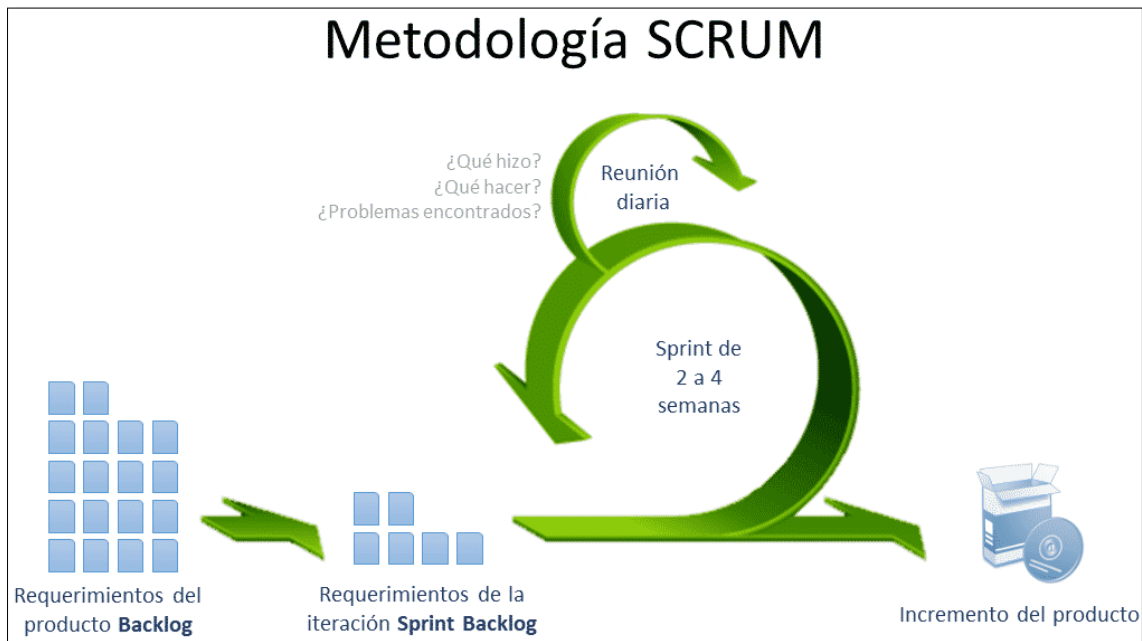 Metodología SCRUM
¿Qué hizo?
¿Qué hacer?
¿Problemas encontrados?
Reunión
diaria
Sprint de
2 a 4
semanas
Requerimientos del
producto Backlog
Requerimientos de la
iteración Sprint Backlog
Incremento del producto